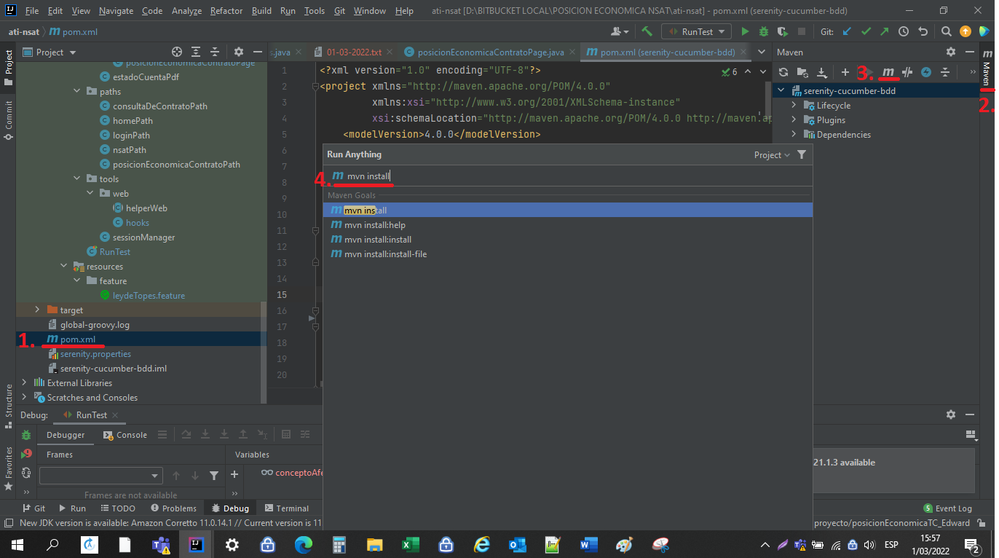 File Edit View Navigate Code Analyze Refactor Build Run Tools Git Window Help ati-nsat [D:\BITBUCKET LOCAL\POSICION ECONOMICA NSAT\ati-nsat] - pom.xml (serenity-cucumber-bdd)
ati-nsat m pom.xml RunTest Git:
Project
s.java 01-03-2022.txt posicionEconomicaContratoPage.java pom.xml (serenity-cucumber-bdd)
Maven
posicionEconomicaContratoPage
estadoCuentaPdf
paths
consultaDeContratoPath
homePath
loginPath
nsatPath
posicionEconomicaContratoPath
tools
web
helperWeb
hooks
sessionManager
RunTest
resources
feature
leydeTopes.feature
target
global-groovy.log
1. pom.xml
serenity.properties
serenity-cucumber-bdd.iml
External Libraries
Scratches and Consoles
1 <?xml version="1.0" encoding="UTF-8"?>
2 <project xmlns="http://maven.apache.org/POM/4.0.0"
3 xmlns:xsi="http://www.w3.org/2001/XMLSchema-instance"
4 xsi:schemaLocation="http://maven.apache.org/POM/4.0.0 http://maven.ap
5 <modelVersion>4.0.0</modelVersion>
6
7
8
9
10
11
12
13
14
15
16
17
18
19
20
6
3.
2.
serenity-cucumber-bdd
Lifecycle
Plugins
Dependencies
Run Anything Project
4. m mvn install
Maven Goals
m mvn install
m mvn install:help
m mvn install:install
m mvn install:install-file
Project
Commit
Structure
Favorites
Maven
Debug: RunTest
Debugger Console
Frames Variables
conceptoAfe
Frames are not available
21.1.3 available
Git Run TODO Problems Debug Terminal
5 Event Log
New JDK version is available: Amazon Corretto 11.0.14.1 // Current version is 11
proyecto/posicionEconomicaTC_Edward
ESP
15:57
1/03/2022
2